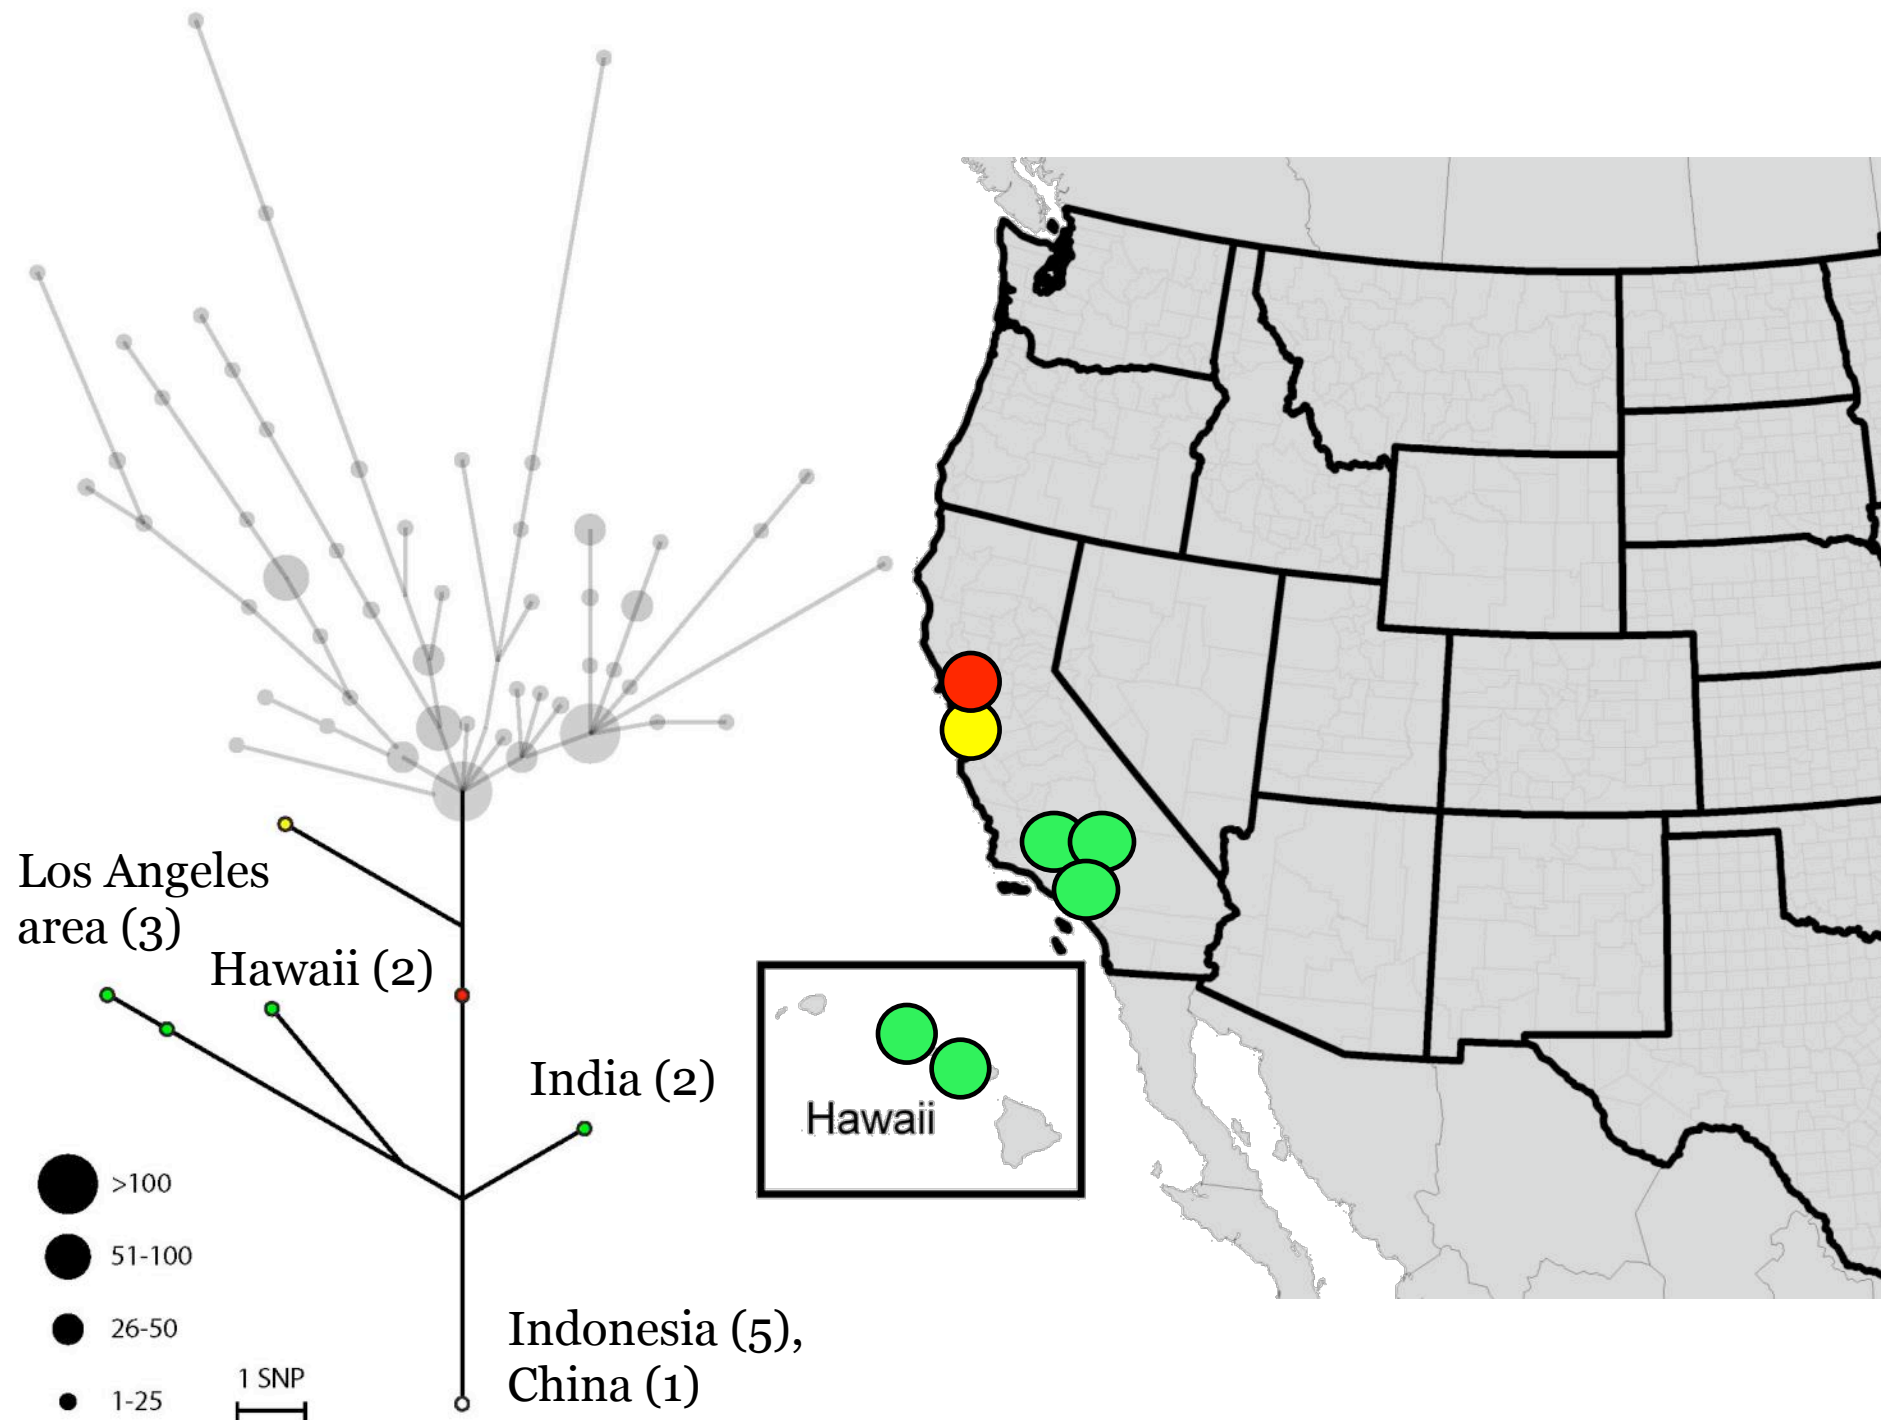 Los Angeles
area (3)
Hawaii (2)
India (2)
Hawaii
>100
51-100
26-50
1-25
1 SNP
Indonesia (5),
China (1)